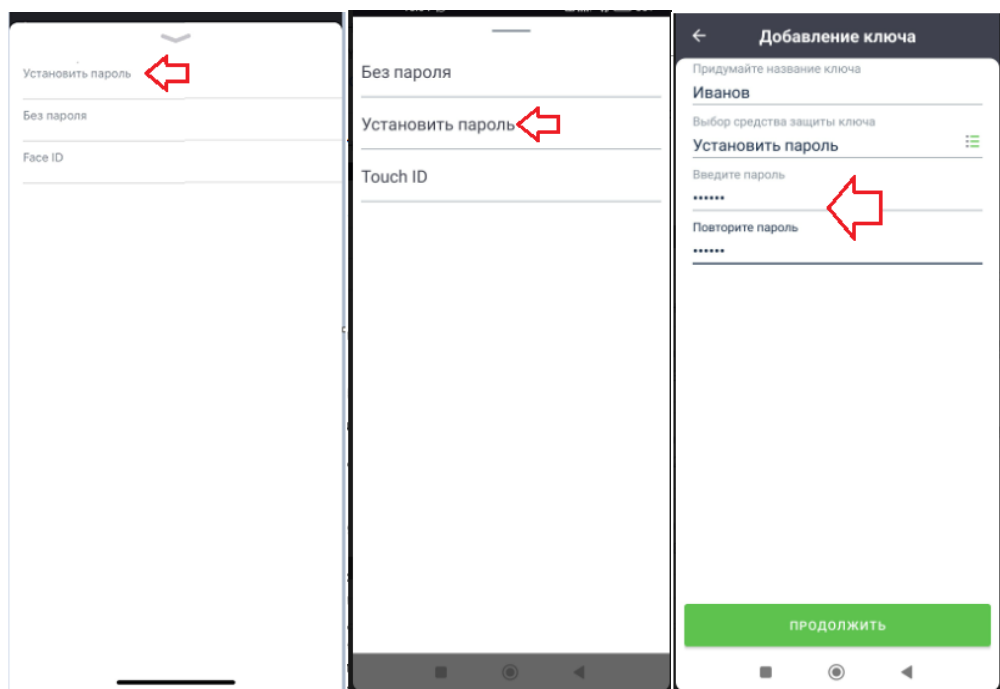 Установить пароль
Без пароля
Face ID
Без пароля
Установить пароль
Touch ID
Добавление ключа
Придумайте название ключа
Иванов
Выбор средства защиты ключа
Установить пароль
Введите пароль
••••••
Повторите пароль
••••••
ПРОДОЛЖИТЬ